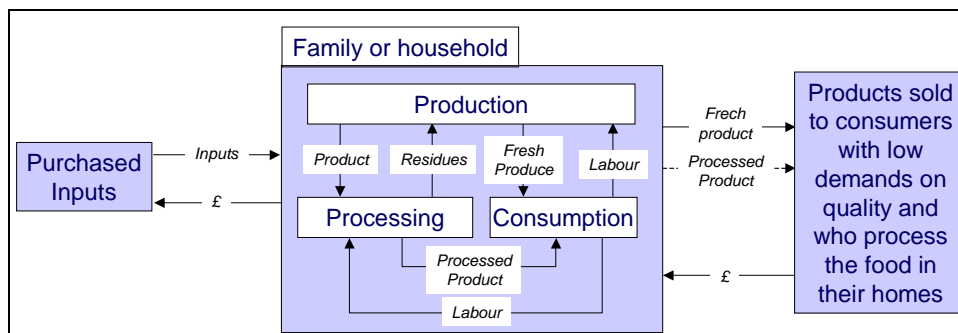 Family or household
Production
Purchased
Inputs
Inputs
£
Product
Residues
Fresh
Produce
Labour
Processing
Consumption
Processed
Product
Labour
Frech
product
Processed
Product
£
Products sold
to consumers
with low
demands on
quality and
who process
the food in
their homes